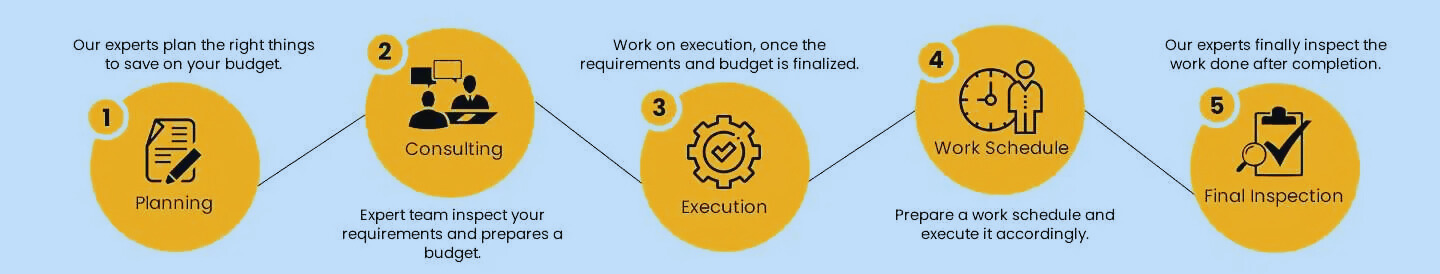 Our experts plan the right things
to save on your budget.
1
Planning
2
Consulting
Expert team inspect your
requirements and prepares a
budget.
Work on execution, once the
requirements and budget is finalized.
3
Execution
4
Work Schedule
Prepare a work schedule and
execute it accordingly.
Our experts finally inspect the
work done after completion.
5
Final Inspection